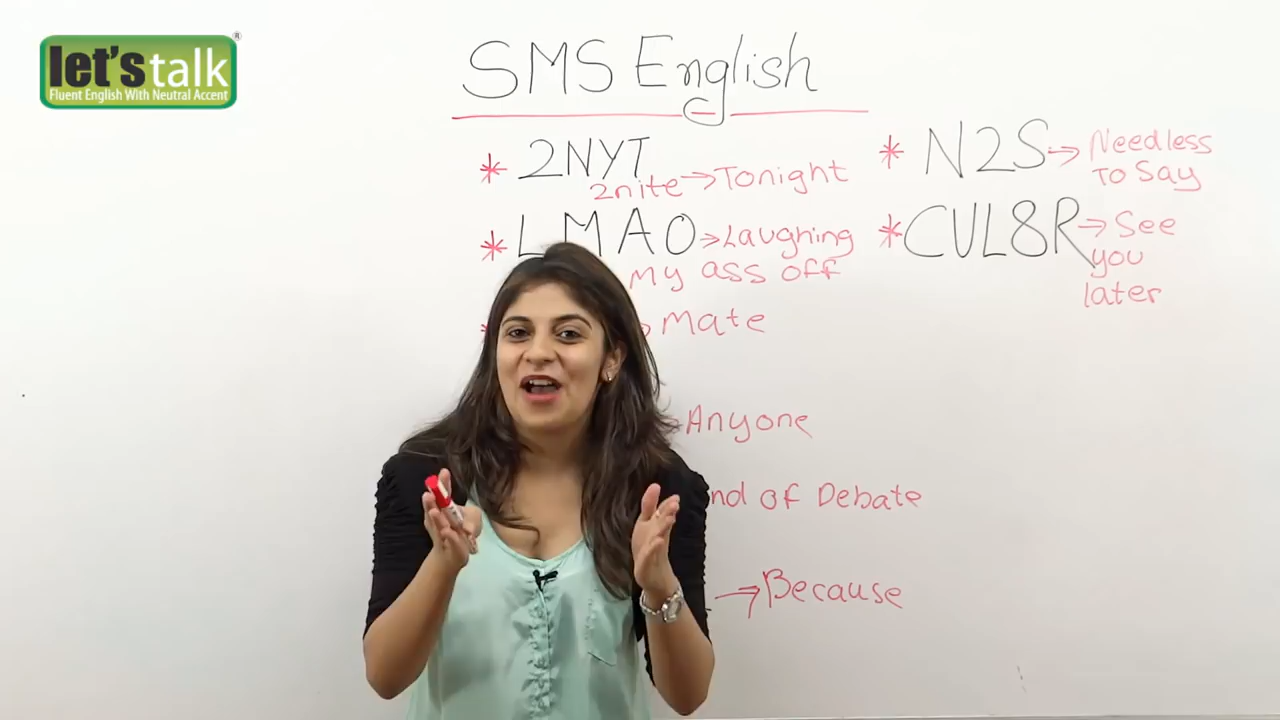 let's talk
Fluent English With Neutral Accent
SMS English
* 2NYT
2nite → Tonight
* LMAO → Laughing
my ass off
→ Mate
Anyone
nd of Debate
→ Because
* N2S → Needless
To Say
* CUL8R → See
you
later